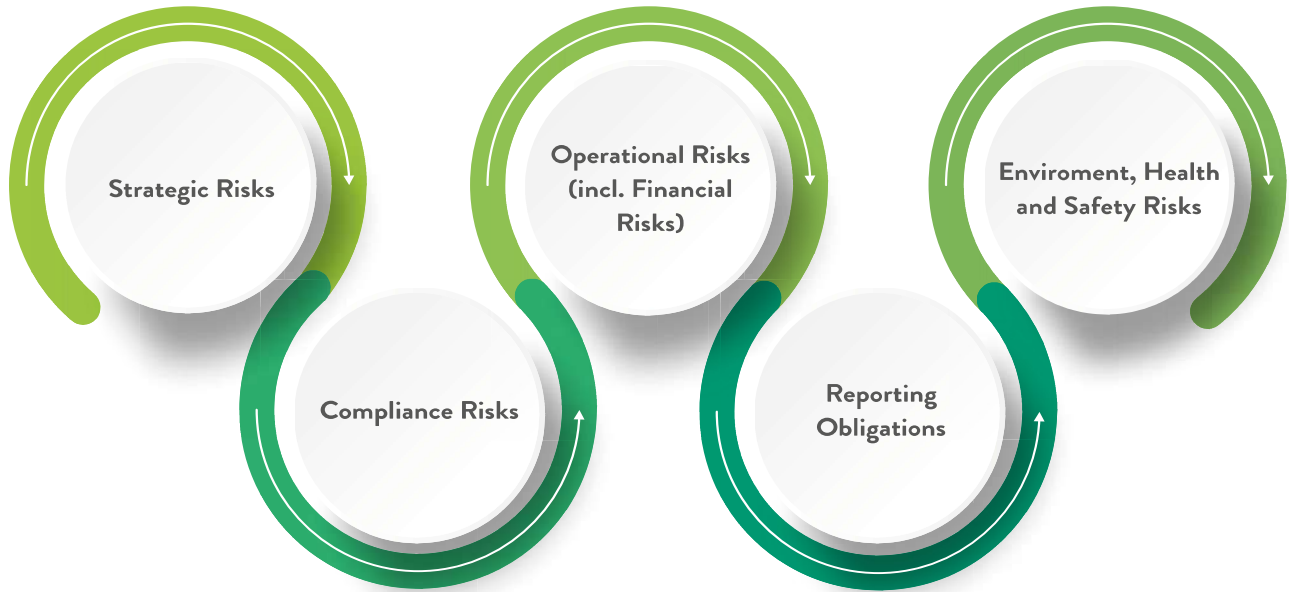 Strategic Risks
Compliance Risks
Operational Risks
(incl. Financial
Risks)
Reporting
Obligations
Enviroment, Health
and Safety Risks